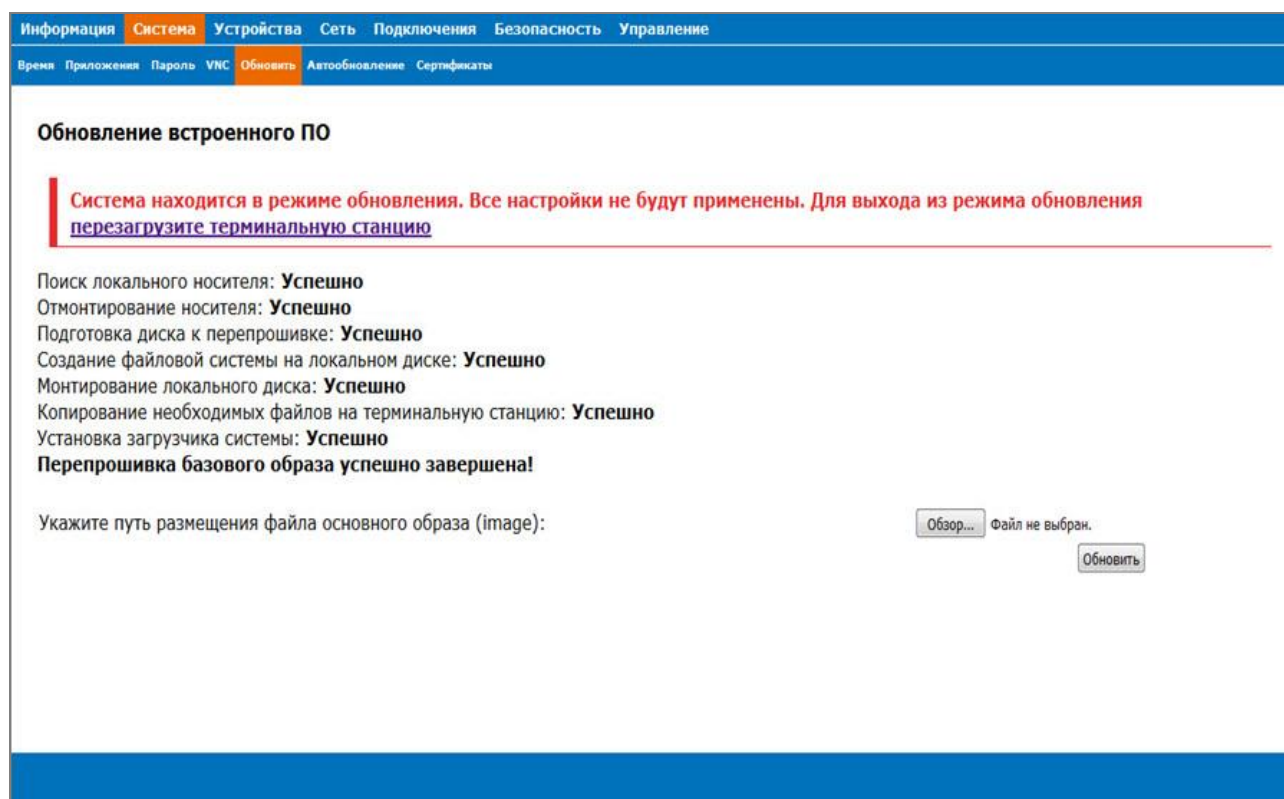 Информация Система Устройства Сеть Подключения Безопасность Управление
Время Приложения Пароль VNC Обновить Автообновление Сертификаты
Обновление встроенного ПО
Система находится в режиме обновления. Все настройки не будут применены. Для выхода из режима обновления
перезагрузите терминальную станцию
Поиск локального носителя: Успешно
Отмонтирование носителя: Успешно
Подготовка диска к перепрошивке: Успешно
Создание файловой системы на локальном диске: Успешно
Монтирование локального диска: Успешно
Копирование необходимых файлов на терминальную станцию: Успешно
Установка загрузчика системы: Успешно
Перепрошивка базового образа успешно завершена!
Укажите путь размещения файла основного образа (image): Обзор... Файл не выбран.
Обновить